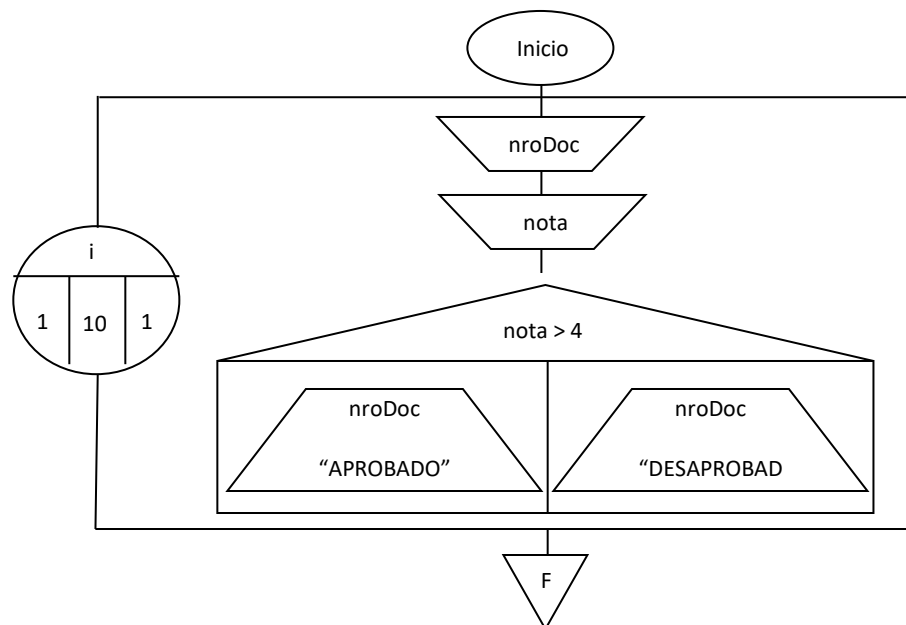 Inicio
nroDoc
nota
i
1 10 1
nota > 4
nroDoc
“APROBADO”
nroDoc
“DESAPROBAD
F